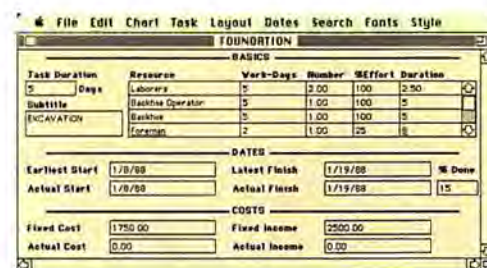 File Edit Chart Task Layout Dates Search Fonts Style
FOUNDATION
BASICS
Task Duration Resource Work-Days Number %Effort Duration
5 Days Laborers 5 2.00 100 2.50
Subtitle Backhoe Operator 5 1.00 100 5
EXCAVATION Backhoe 5 1.00 100 5
Foreman 2 1.00 25 8
DATES
Earliest Start 1/8/88 Latest Finish 1/19/88 % Done
Actual Start 1/8/88 Actual Finish 1/19/88 15
COSTS
Fixed Cost 1750.00 Fixed Income 2500.00
Actual Cost 0.00 Actual Income 0.00